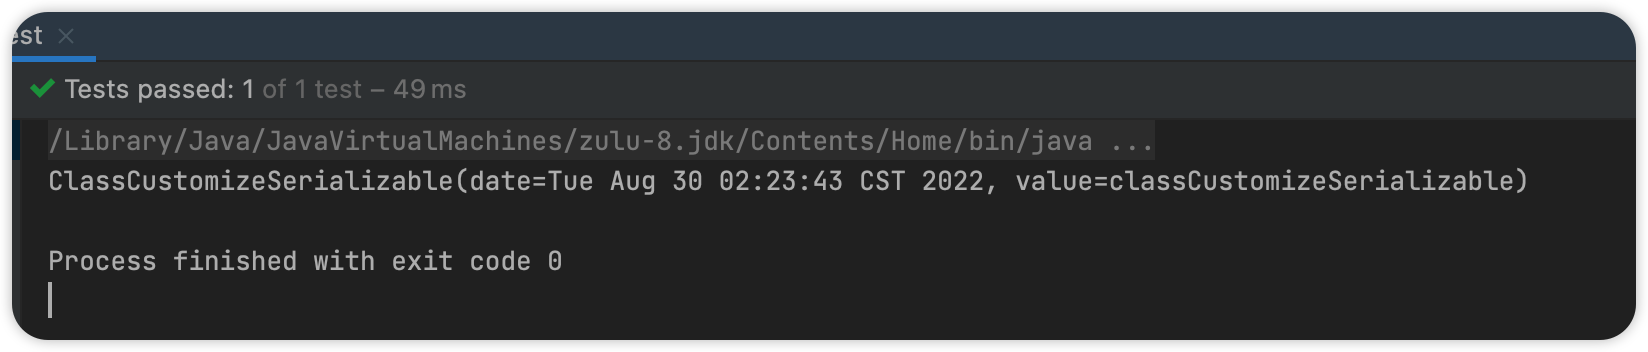 est
Tests passed: 1 of 1 test – 49 ms
/Library/Java/JavaVirtualMachines/zulu-8.jdk/Contents/Home/bin/java ...
ClassCustomizeSerializable(date=Tue Aug 30 02:23:43 CST 2022, value=classCustomizeSerializable)
Process finished with exit code 0